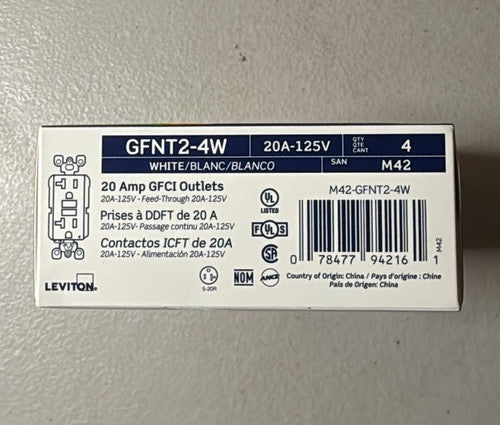 GFNT2-4W 20A-125V QTY QTE CANT 4
WHITE/BLANC/BLANCO SAN M42
20 Amp GFCI Outlets
20A-125V - Feed-Through 20A-125V
Prises à DDFT de 20 A
20A-125V- Passage continu 20A-125V
Contactos ICFT de 20A
20A-125V - Alimentación 20A-125V
LEVITON
5-20R
NOM
ANCE
UL
LISTED
F UL S
SA
M42-GFNT2-4W
M42
0 78477 94216 1
Country of Origin: China / Pays d'origine : Chine
País de Origen: China